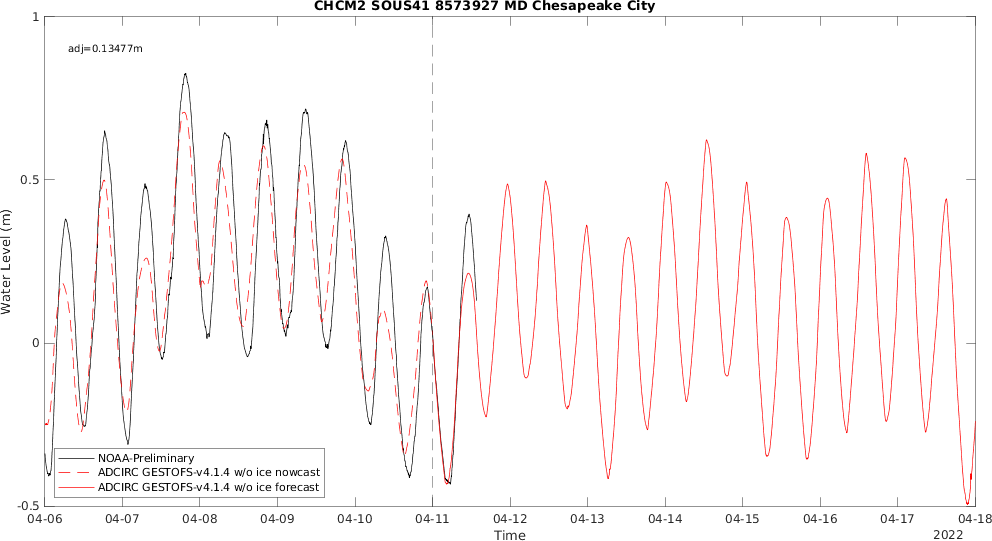 CHCM2 SOUS41 8573927 MD Chesapeake City
adj=0.13477m
1
0.5
0
-0.5
Water Level (m)
NOAA-Preliminary
ADCIRC GESTOFS-v4.1.4 w/o ice nowcast
ADCIRC GESTOFS-v4.1.4 w/o ice forecast
04-06 04-07 04-08 04-09 04-10 04-11 04-12 04-13 04-14 04-15 04-16 04-17 04-18
Time
2022